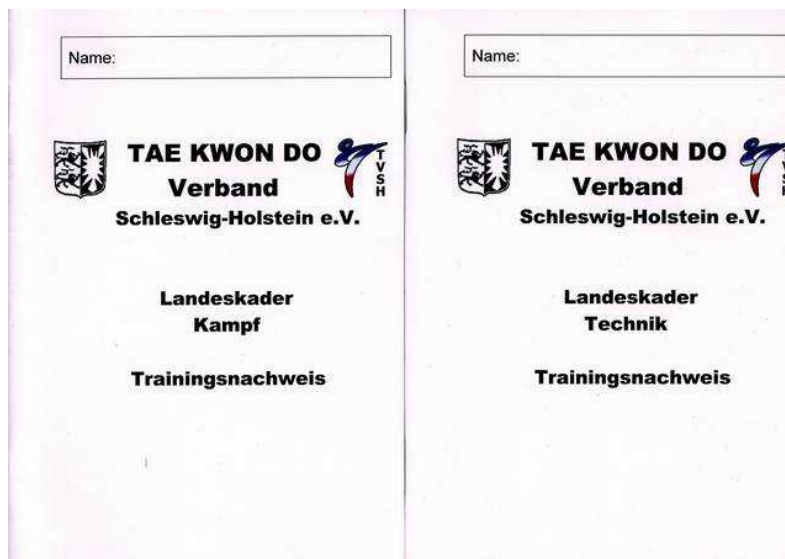 Name:
TAE KWON DO
Verband
Schleswig-Holstein e.V.
TVSH
Landeskader
Kampf
Trainingsnachweis
Name:
TAE KWON DO
Verband
Schleswig-Holstein e.V.
Landeskader
Technik
Trainingsnachweis